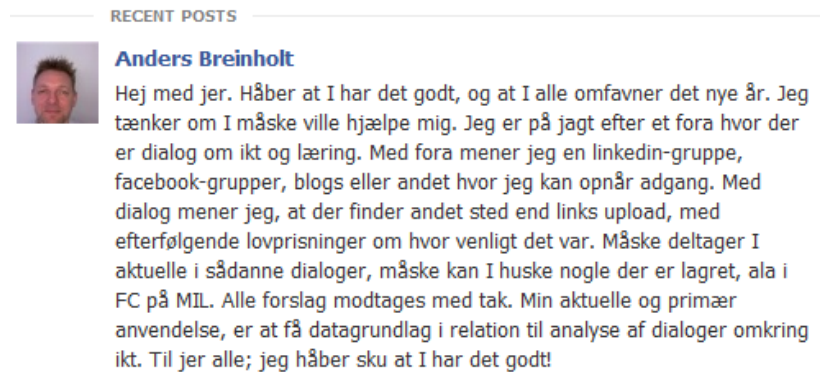 RECENT POSTS
Anders Breinholt
Hej med jer. Håber at I har det godt, og at I alle omfavner det nye år. Jeg
tænker om I måske ville hjælpe mig. Jeg er på jagt efter et fora hvor der
er dialog om ikt og læring. Med fora mener jeg en linkedin-gruppe,
facebook-grupper, blogs eller andet hvor jeg kan opnår adgang. Med
dialog mener jeg, at der finder andet sted end links upload, med
efterfølgende lovprisninger om hvor venligt det var. Måske deltager I
aktuelle i sådanne dialoger, måske kan I huske nogle der er lagret, ala i
FC på MIL. Alle forslag modtages med tak. Min aktuelle og primær
anvendelse, er at få datagrundlag i relation til analyse af dialoger omkring
ikt. Til jer alle; jeg håber sku at I har det godt!